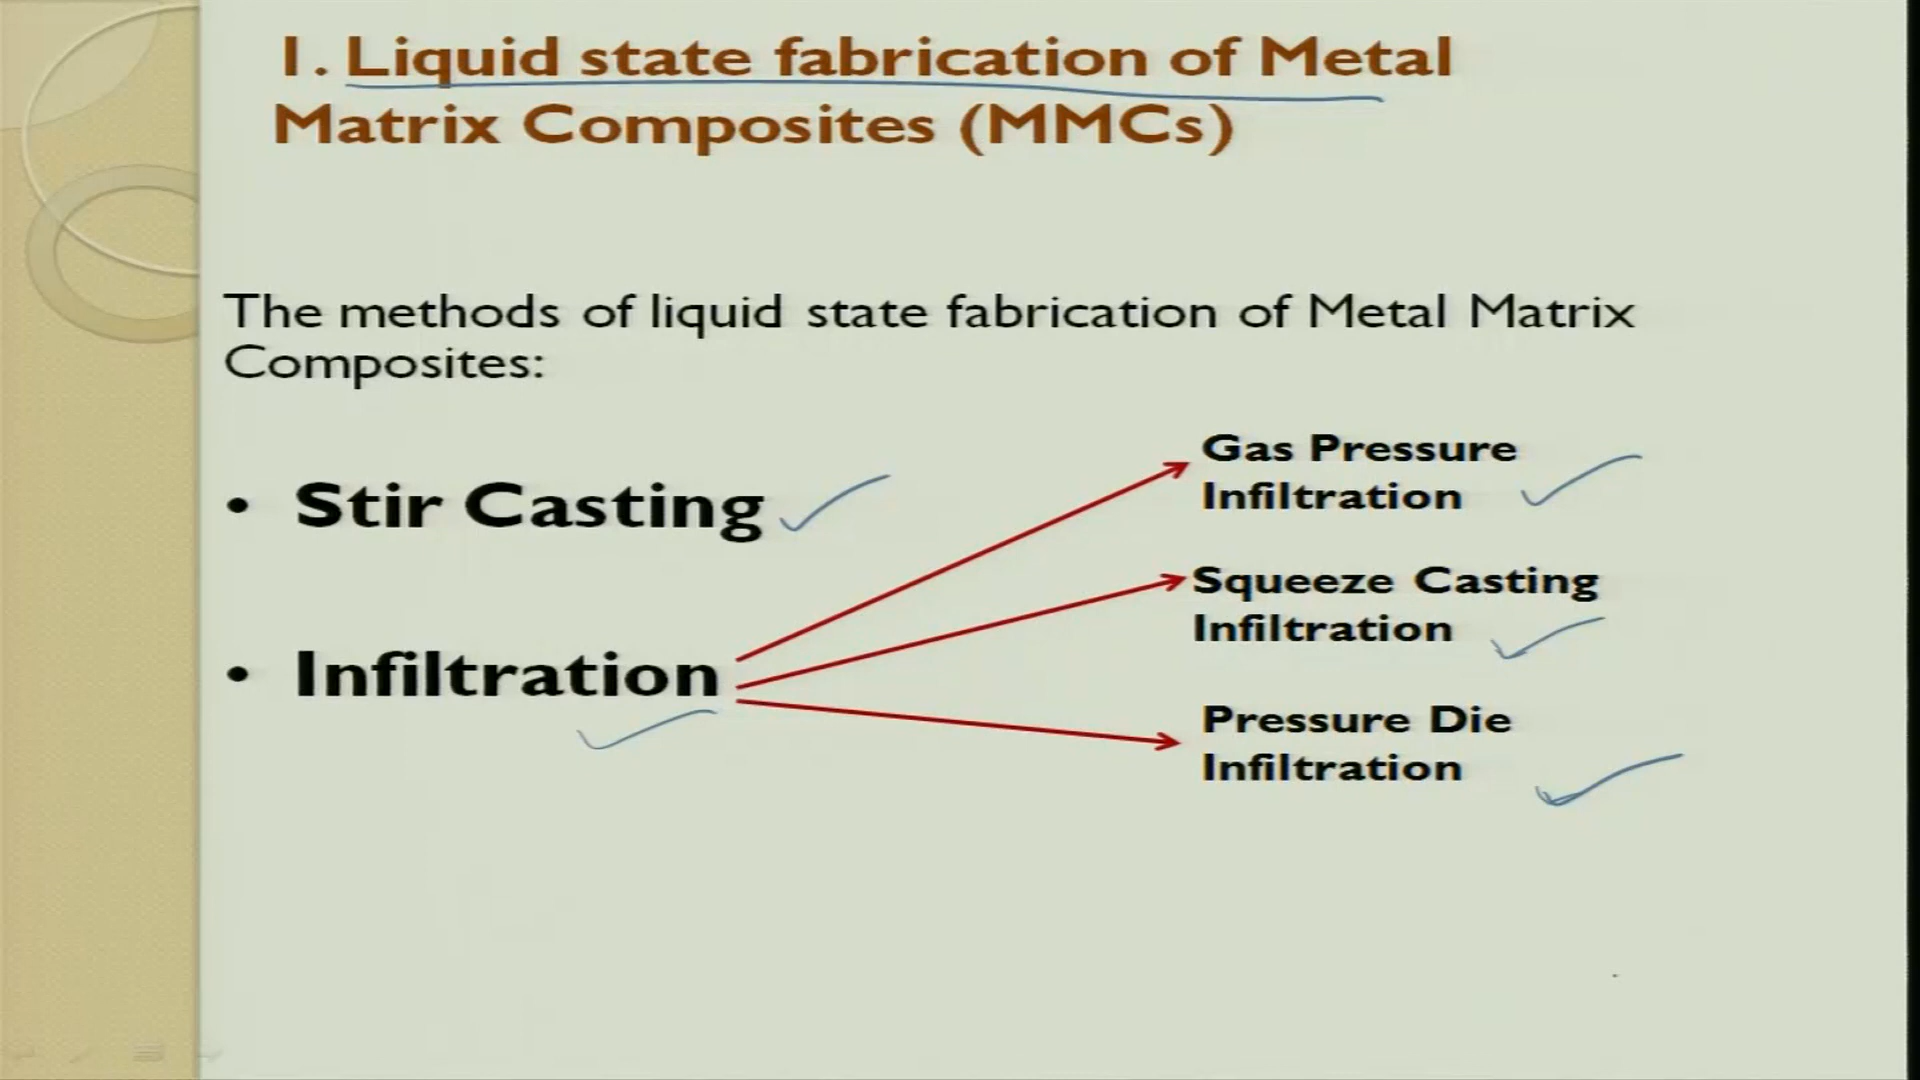 1. Liquid state fabrication of Metal
Matrix Composites (MMCs)
The methods of liquid state fabrication of Metal Matrix
Composites:
• Stir Casting
• Infiltration
Gas Pressure
Infiltration
Squeeze Casting
Infiltration
Pressure Die
Infiltration